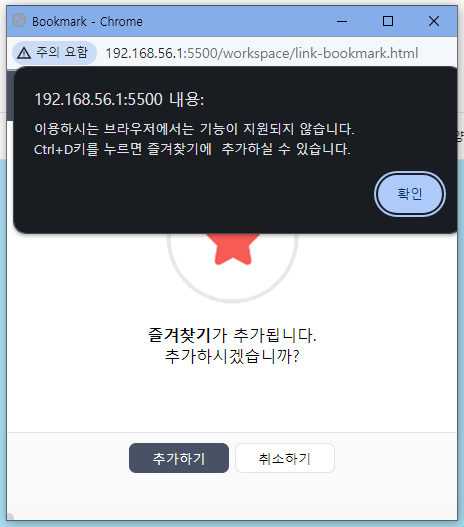 Bookmark - Chrome
주의 요함 192.168.56.1:5500/workspace/link-bookmark.html
192.168.56.1:5500 내용:
이용하시는 브라우저에서는 기능이 지원되지 않습니다.
Ctrl+D키를 누르면 즐겨찾기에  추가하실 수 있습니다.
확인
즐겨찾기가 추가됩니다.
추가하시겠습니까?
추가하기 취소하기